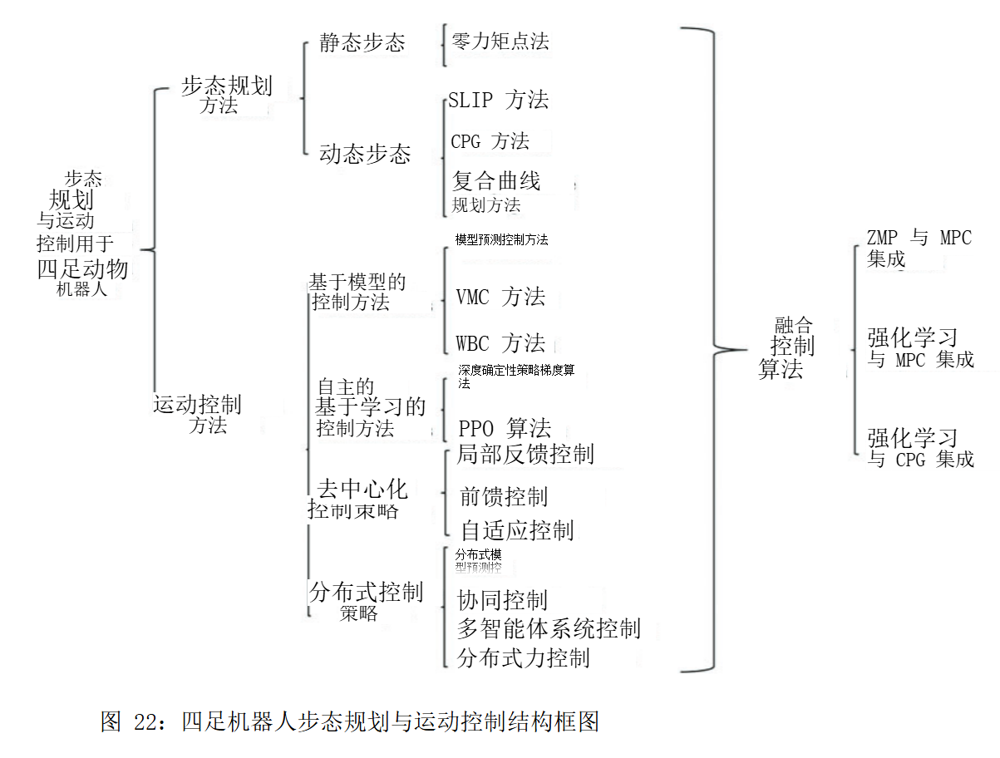 步态
规划
与运动
控制用于
四足动物
机器人
步态规划
方法
静态步态
零力矩点法
动态步态
SLIP 方法
CPG 方法
复合曲线
规划方法
运动控制
方法
基于模型的
控制方法
模型预测控制方法
VMC 方法
WBC 方法
自主的
基于学习的
控制方法
深度确定性策略梯度算
法
PPO 算法
去中心化
控制策略
局部反馈控制
前馈控制
自适应控制
分布式控制
策略
分布式模
型预测控
协同控制
多智能体系统控制
分布式力控制
融合
控制
算法
ZMP 与 MPC
集成
强化学习
与 MPC 集成
强化学习
与 CPG 集成
图 22：四足机器人步态规划与运动控制结构框图